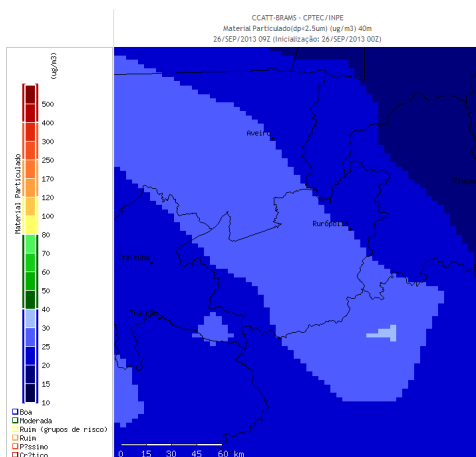 CCATT-BRAMS - CPTEC/INPE
Material Particulado(dp<2.5um) (ug/m3) 40m
26/SEP/2013 09Z (Inicialização: 26/SEP/2013 00Z)
(ug/m3)
Material Particulado
500
400
300
250
170
120
100
80
70
60
50
40
30
25
20
15
10
Aveiro
Rurópolis
Boa
Moderada
Ruim (grupos de risco)
Ruim
P?ssimo
Cr?tico
0 15 30 45 60 km